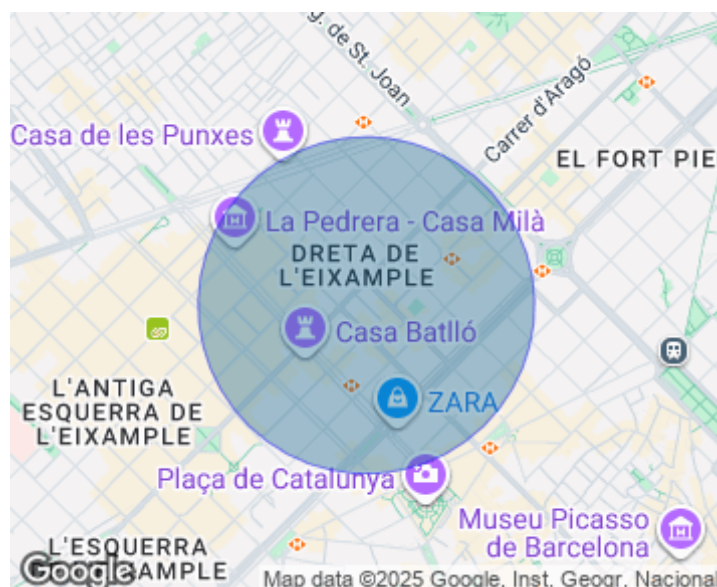 g. de St. Joan
Carrer d'Aragó
Casa de les Punxes
EL FORT PIE
La Pedrera - Casa Milà
DRETA DE
L'EIXAMPLE
Casa Batlló
L'ANTIGA
ESQUERRA DE
L'EIXAMPLE
ZARA
Plaça de Catalunya
Museu Picasso
de Barcelona
L'ESQUERRA
EIXAMPLE
Google
Map data ©2025 Google, Inst. Geogr. Nacional